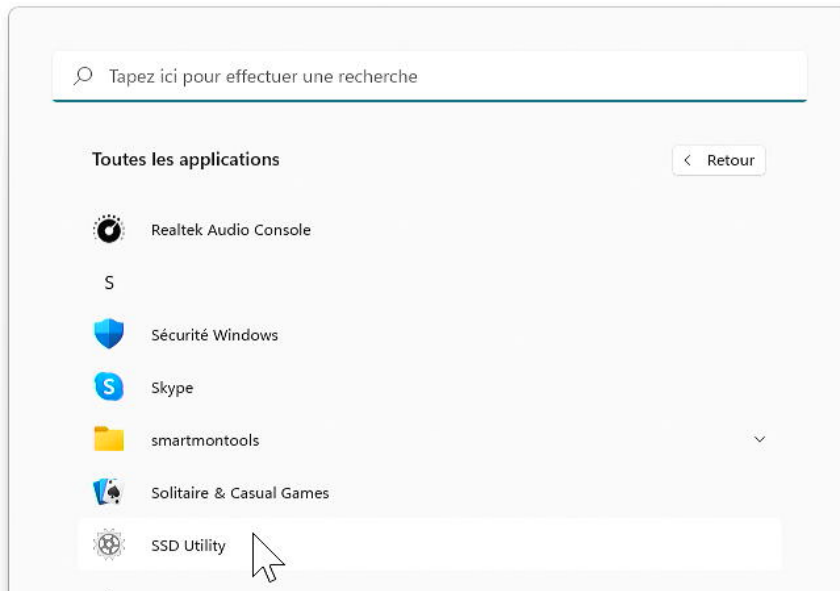 Tapez ici pour effectuer une recherche
Toutes les applications
Retour
Realtek Audio Console
S
Sécurité Windows
Skype
smartmontools
Solitaire & Casual Games
SSD Utility